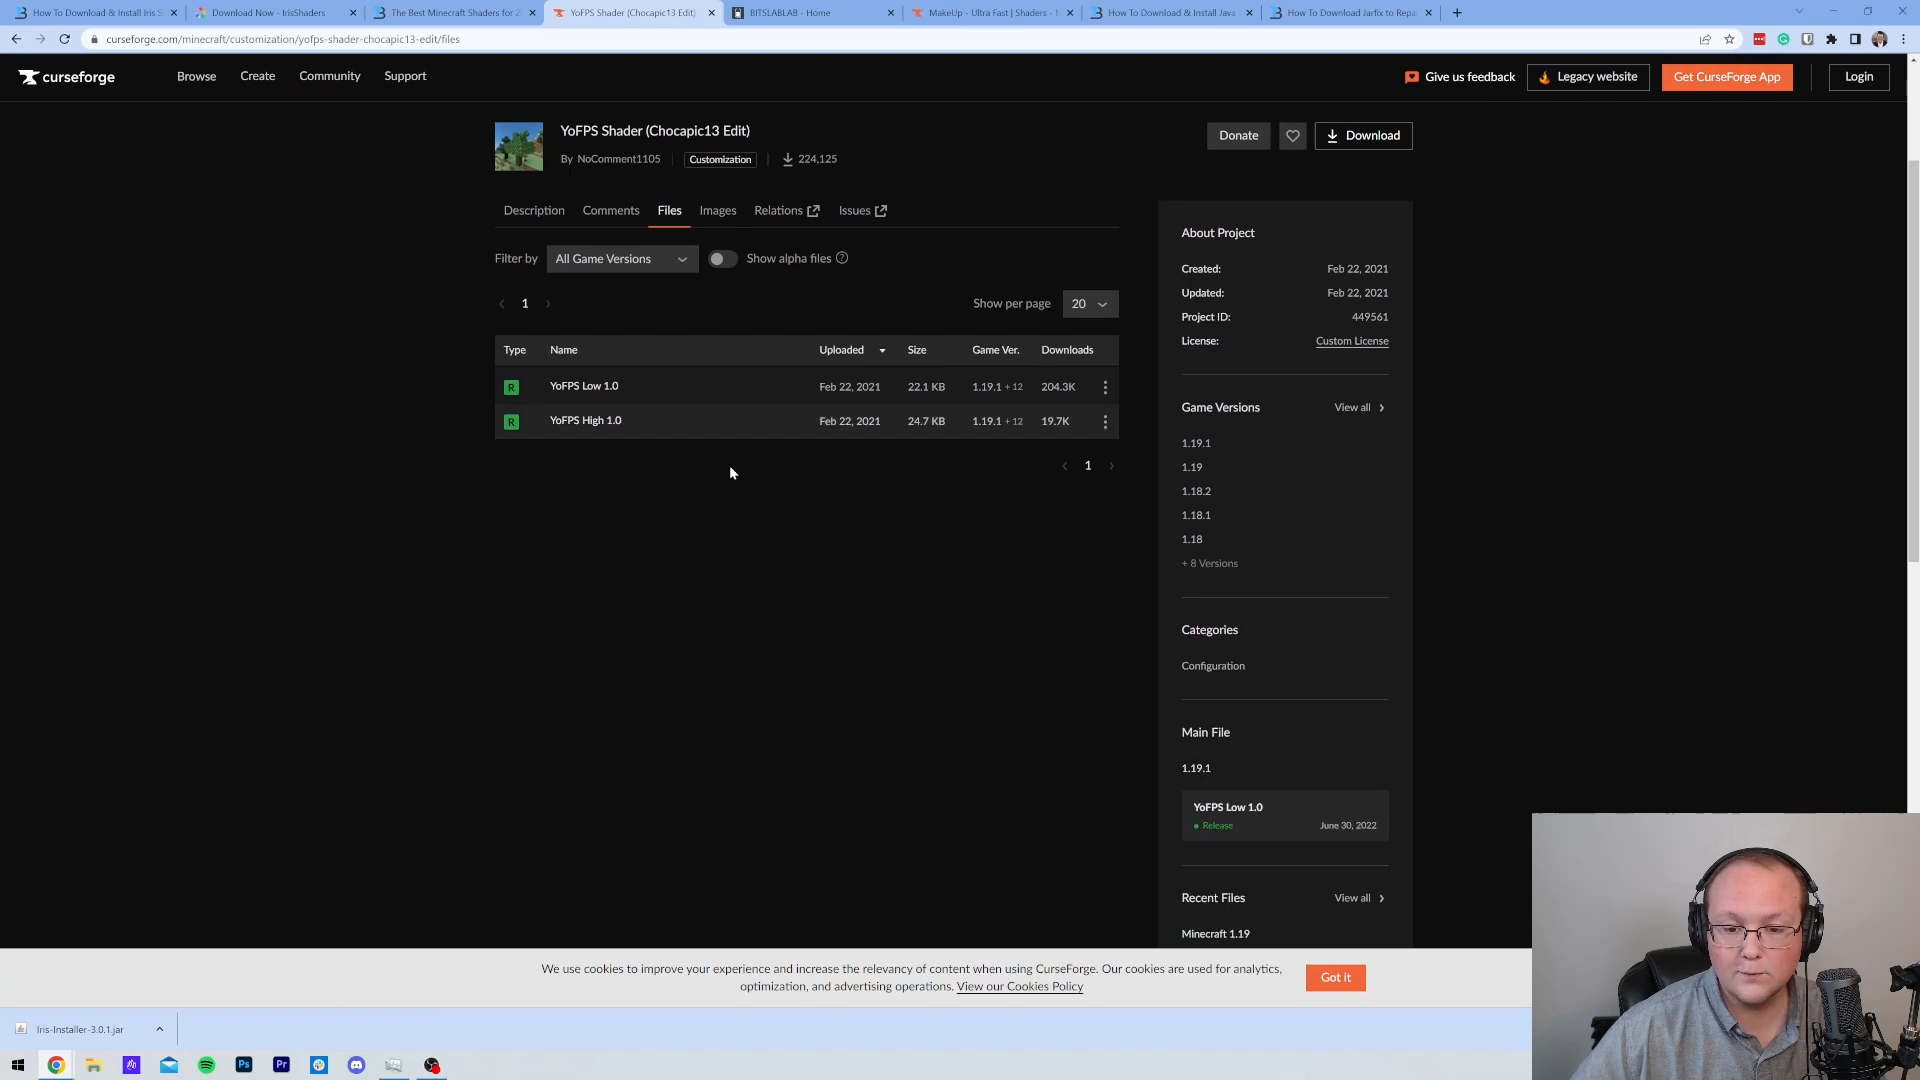 How To Download & Install Iris S
Download Now - IrisShaders
The Best Minecraft Shaders for 2
YoFPS Shader (Chocapic13 Edit)
BITSLABLAB - Home
MakeUp - Ultra Fast | Shaders -
How To Download & Install Java
How To Download Jarfix to Repa
curseforge.com/minecraft/customization/yofps-shader-chocapic13-edit/files
curseforge
Browse
Create
Community
Support
Give us feedback
Legacy website
Get CurseForge App
Login
YoFPS Shader (Chocapic13 Edit)
By NoComment1105
Customization
224,125
Donate
Download
Description
Comments
Files
Images
Relations
Issues
Filter by
All Game Versions
Show alpha files
1
Show per page
20
Type Name Uploaded Size Game Ver. Downloads
R YoFPS Low 1.0 Feb 22, 2021 22.1 KB 1.19.1 + 12 204.3K
R YoFPS High 1.0 Feb 22, 2021 24.7 KB 1.19.1 + 12 19.7K
1
About Project
Created: Feb 22, 2021
Updated: Feb 22, 2021
Project ID: 449561
License: Custom License
Game Versions View all
1.19.1
1.19
1.18.2
1.18.1
1.18
+ 8 Versions
Categories
Configuration
Main File
1.19.1
YoFPS Low 1.0
Release June 30, 2022
Recent Files View all
Minecraft 1.19
We use cookies to improve your experience and increase the relevancy of content when using CurseForge. Our cookies are used for analytics,
optimization, and advertising operations. View our Cookies Policy
Got it
Iris-Installer-3.0.1.jar
Ps
Pr